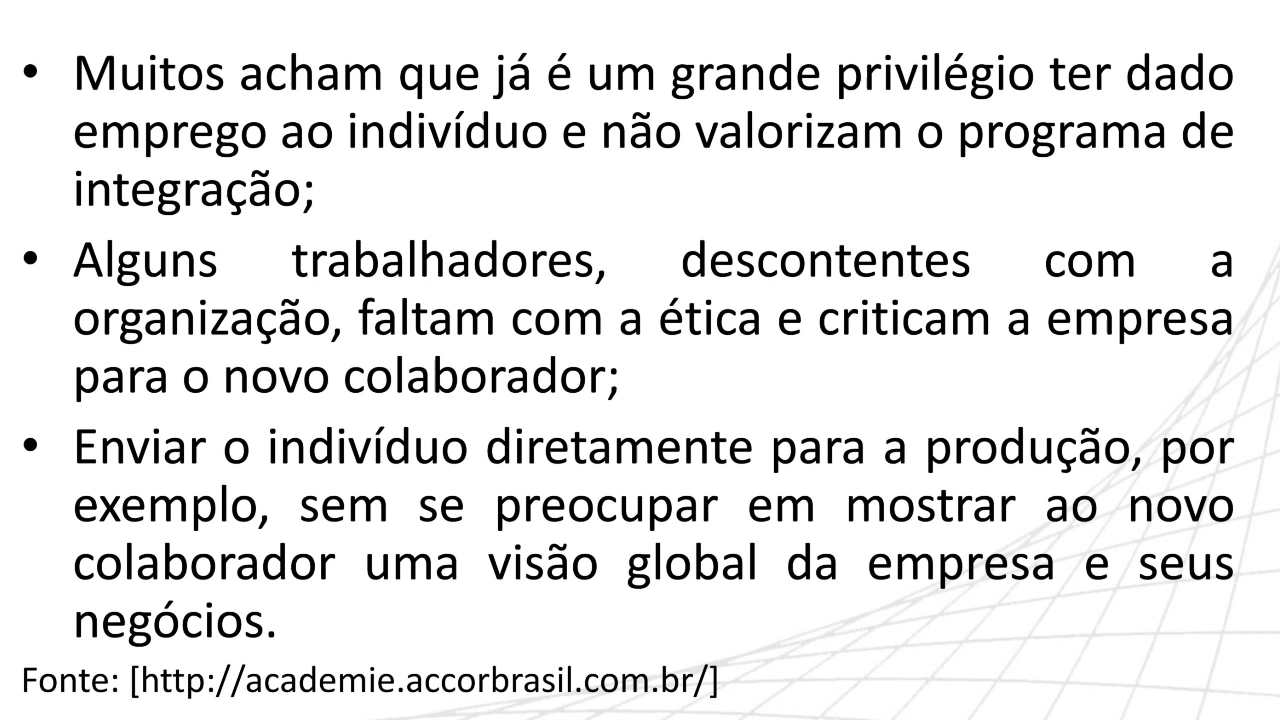 • Muitos acham que já é um grande privilégio ter dado
emprego ao indivíduo e não valorizam o programa de
integração;
• Alguns trabalhadores, descontentes com a
organização, faltam com a ética e criticam a empresa
para o novo colaborador;
• Enviar o indivíduo diretamente para a produção, por
exemplo, sem se preocupar em mostrar ao novo
colaborador uma visão global da empresa e seus
negócios.
Fonte: [http://academie.accorbrasil.com.br/]